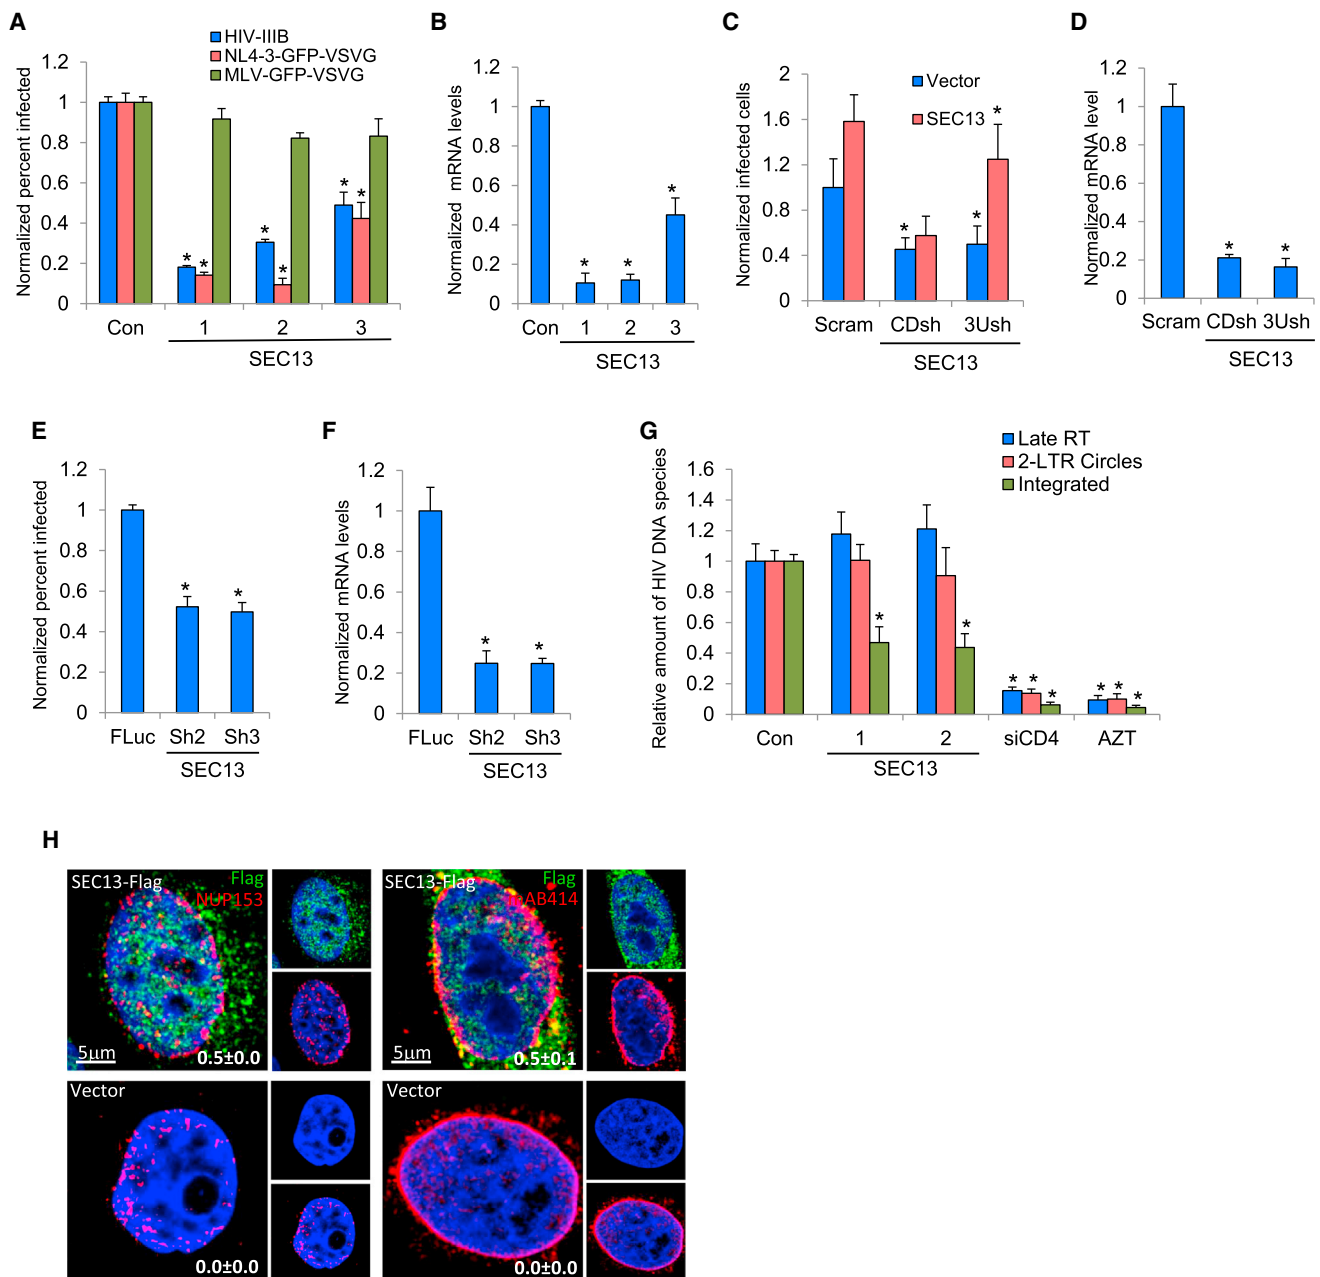 A
HIV-IIIB
NL4-3-GFP-VSVG
MLV-GFP-VSVG
Normalized percent infected
1.2
1
0.8
0.6
0.4
0.2
0
* * * * * *
Con 1 2 3
SEC13
B
Normalized mRNA levels
1.2
1
0.8
0.6
0.4
0.2
0
* * *
Con 1 2 3
SEC13
C
Vector
SEC13
Normalized infected cells
2
1.6
1.2
0.8
0.4
0
* * *
Scram CDsh 3Ush
SEC13
D
Normalized mRNA level
1.2
1
0.8
0.6
0.4
0.2
0
* *
Scram CDsh 3Ush
SEC13
E
Normalized percent infected
1.2
1
0.8
0.6
0.4
0.2
0
* *
FLuc Sh2 Sh3
SEC13
F
Normalized mRNA levels
1.2
1
0.8
0.6
0.4
0.2
0
* *
FLuc Sh2 Sh3
SEC13
G
Late RT
2-LTR Circles
Integrated
Relative amount of HIV DNA species
1.6
1.4
1.2
1
0.8
0.6
0.4
0.2
0
* * * * * * * *
Con 1 2 siCD4 AZT
SEC13
H
SEC13-Flag Flag
NUP153
5μm 0.5±0.0
SEC13-Flag Flag
mAB414
5μm 0.5±0.1
Vector
0.0±0.0
Vector
0.0±0.0